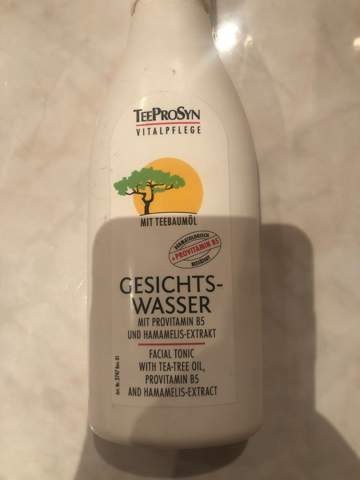 TEEPROSYN
VITALPFLEGE
MIT TEEBAUMÖL
DERMATOLOGISCH
+ PROVITAMIN B5
GESICHTS-
WASSER
MIT PROVITAMIN B5
UND HAMAMELIS-EXTRAKT
FACIAL TONIC
WITH TEA-TREE OIL,
PROVITAMIN B5
AND HAMAMELIS-EXTRACT